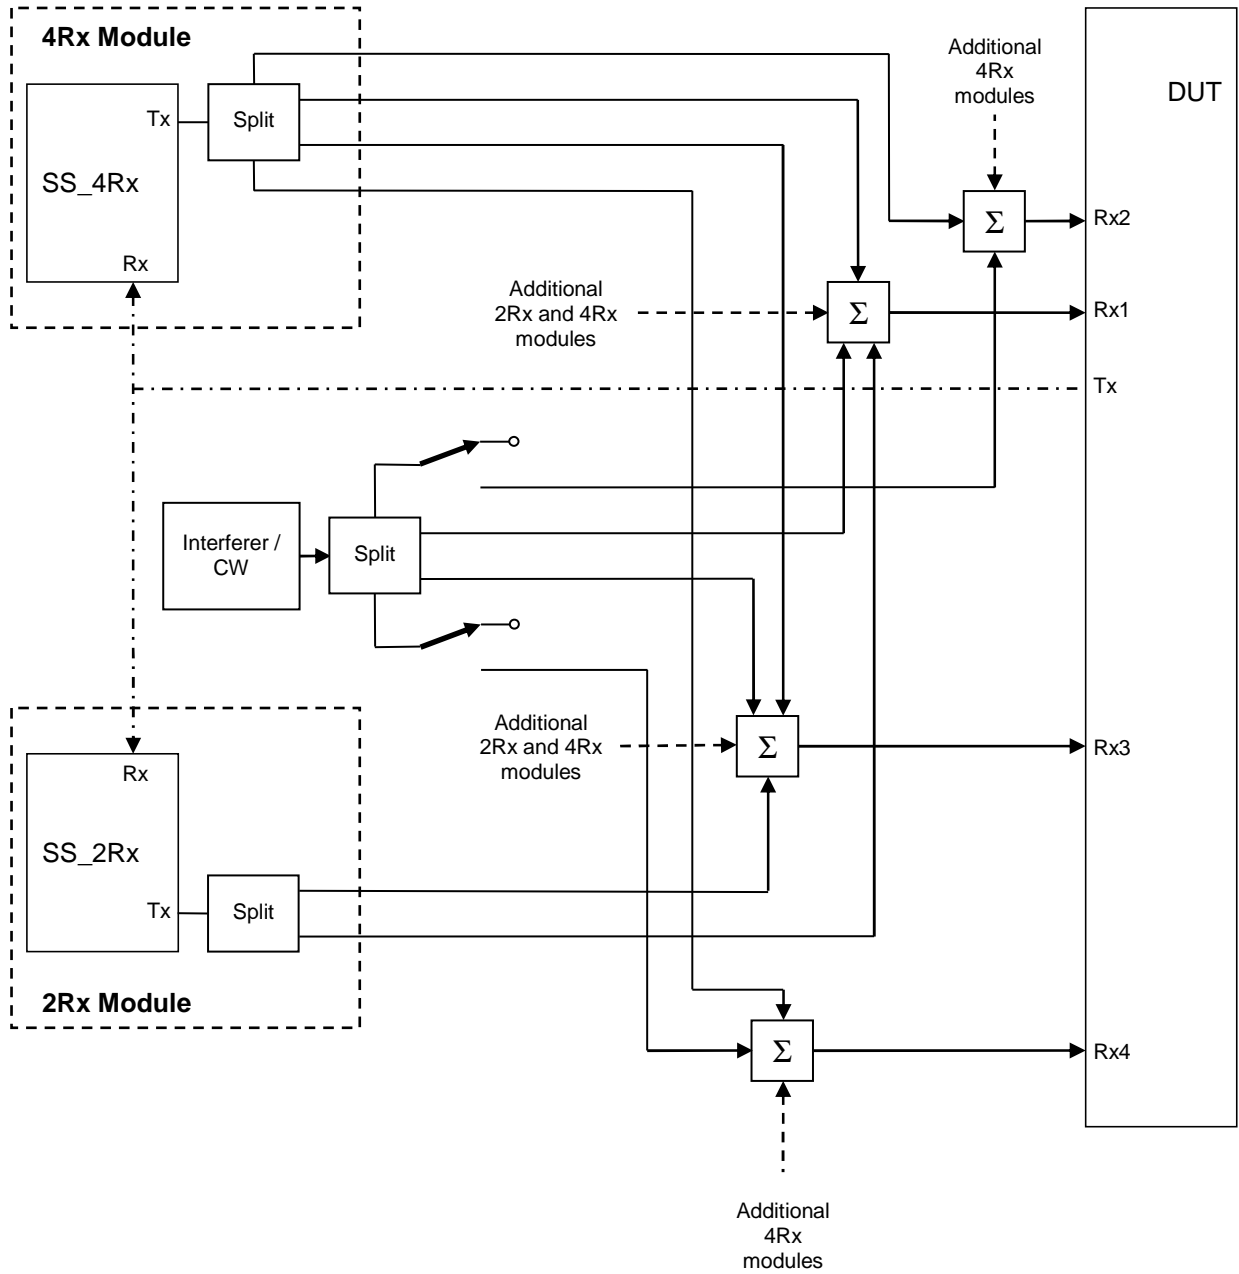 4Rx Module
Additional
4Rx
modules
DUT
Tx
Split
SS_4Rx
Rx
Σ
Rx2
Additional
2Rx and 4Rx
modules
Σ
Rx1
Tx
Interferer /
CW
Split
Additional
2Rx and 4Rx
modules
Σ
Rx3
Rx
SS_2Rx
Tx
Split
2Rx Module
Σ
Rx4
Additional
4Rx
modules